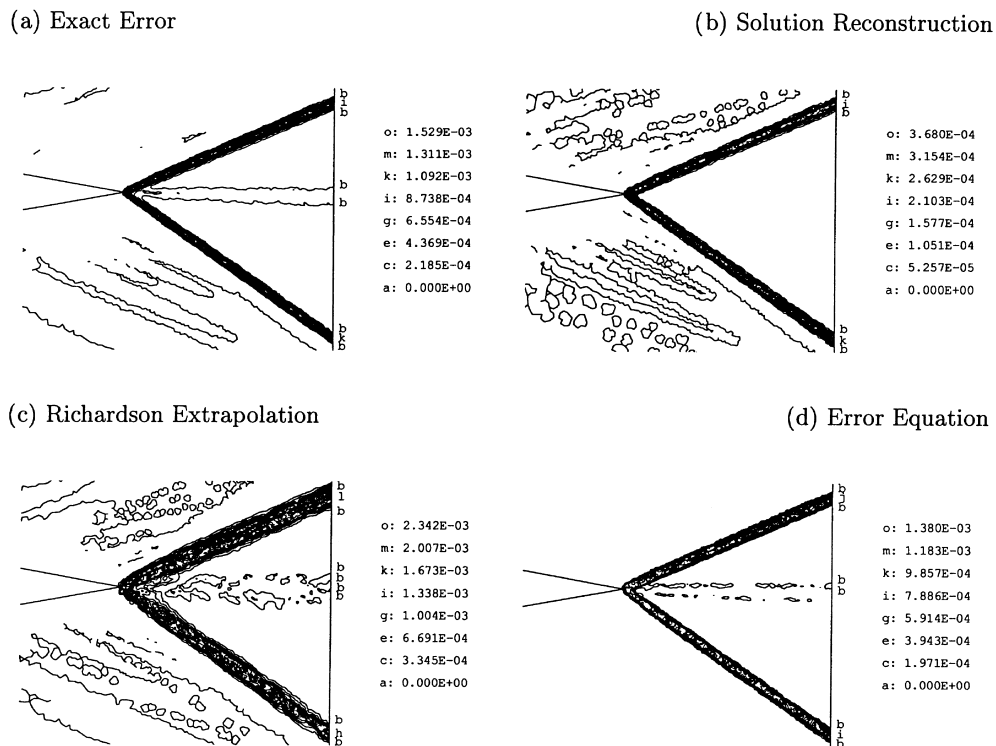 (a) Exact Error
b
i
b
b
b
b
k
b
o: 1.529E-03
m: 1.311E-03
k: 1.092E-03
i: 8.738E-04
g: 6.554E-04
e: 4.369E-04
c: 2.185E-04
a: 0.000E+00
(b) Solution Reconstruction
b
i
b
b
k
b
o: 3.680E-04
m: 3.154E-04
k: 2.629E-04
i: 2.103E-04
g: 1.577E-04
e: 1.051E-04
c: 5.257E-05
a: 0.000E+00
(c) Richardson Extrapolation
b
b
b
b
b
b
h
b
o: 2.342E-03
m: 2.007E-03
k: 1.673E-03
i: 1.338E-03
g: 1.004E-03
e: 6.691E-04
c: 3.345E-04
a: 0.000E+00
(d) Error Equation
b
j
b
b
b
b
i
b
o: 1.380E-03
m: 1.183E-03
k: 9.857E-04
i: 7.886E-04
g: 5.914E-04
e: 3.943E-04
c: 1.971E-04
a: 0.000E+00